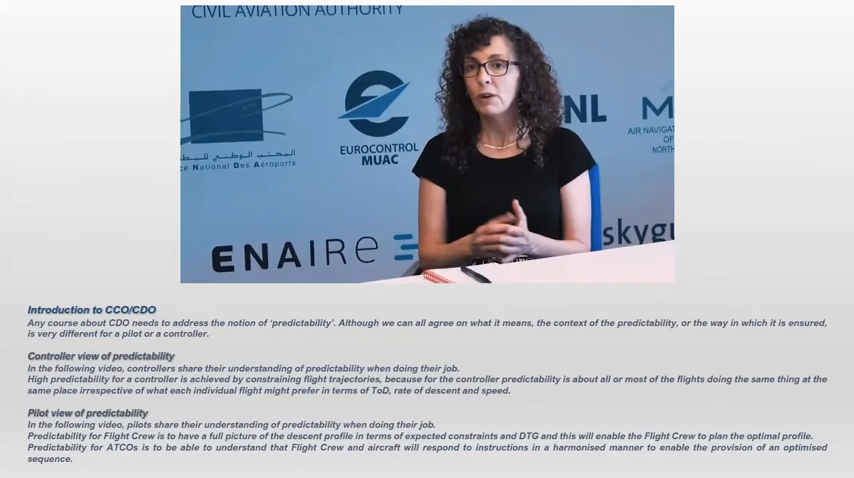 CIVIL AVIATION AUTHORITY
المكتب الوطني للمط
ce National Des Aéroports
EUROCONTROL
MUAC
NL
M
AIR NAVIGAT
OF
NORTH
ENAIRe
skygu
Introduction to CCO/CDO
Any course about CDO needs to address the notion of ‘predictability’. Although we can all agree on what it means, the context of the predictability, or the way in which it is ensured,
is very different for a pilot or a controller.
Controller view of predictability
In the following video, controllers share their understanding of predictability when doing their job.
High predictability for a controller is achieved by constraining flight trajectories, because for the controller predictability is about all or most of the flights doing the same thing at the
same place irrespective of what each individual flight might prefer in terms of ToD, rate of descent and speed.
Pilot view of predictability
In the following video, pilots share their understanding of predictability when doing their job.
Predictability for Flight Crew is to have a full picture of the descent profile in terms of expected constraints and DTG and this will enable the Flight Crew to plan the optimal profile.
Predictability for ATCOs is to be able to understand that Flight Crew and aircraft will respond to instructions in a harmonised manner to enable the provision of an optimised
sequence.